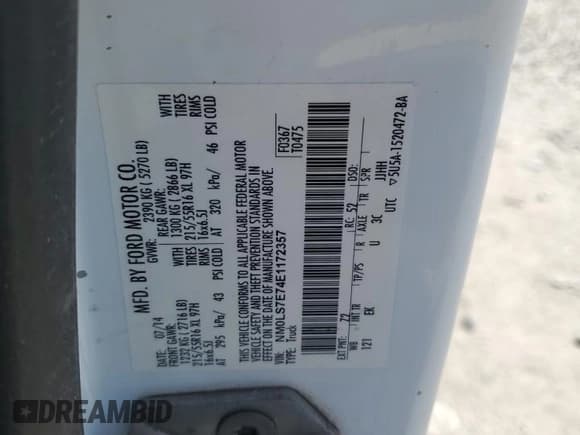 MFD. BY FORD MOTOR CO.
DATE: 07/14
GVWR: 2390 KG ( 5270 LB)
FRONT GAWR: 1232 KG ( 2716 LB)
215/55R16 XL 97H
16x6.5J
AT 295 kPa/ 43 PSI COLD
REAR GAWR: 1300 KG ( 2866 LB)
215/55R16 XL 97H
16x6.5J
AT 320 kPa/ 46 PSI COLD
WITH
TIRES
RIMS
WITH
TIRES
RIMS
THIS VEHICLE CONFORMS TO ALL APPLICABLE FEDERAL MOTOR
VEHICLE SAFETY AND THEFT PREVENTION STANDARDS IN
EFFECT ON THE DATE OF MANUFACTURE SHOWN ABOVE.
VIN: NM0LS7E74E1172357
TYPE: Truck
F0367
T0475
EXT PNT: Z2 RC: 52 DSO:
WB INT TR TP/PS R AXLE TR SPR
121 EK U 3C JJHH
UTC ▽5U5A-1520472-BA
DREAMBID